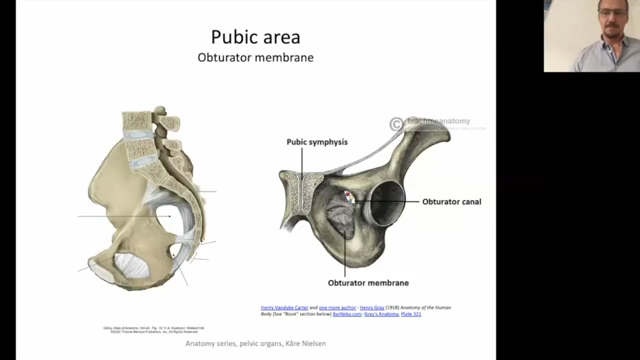 Pubic area
Obturator membrane
© teachmeanatomy
Pubic symphysis
Obturator canal
Obturator membrane
Henry Vandyke Carter and one more author - Henry Gray (1918) Anatomy of the Human
Body (See "Book" section below) Bartleby.com: Gray's Anatomy, Plate 321
Anatomy series, pelvic organs, Kåre Nielsen